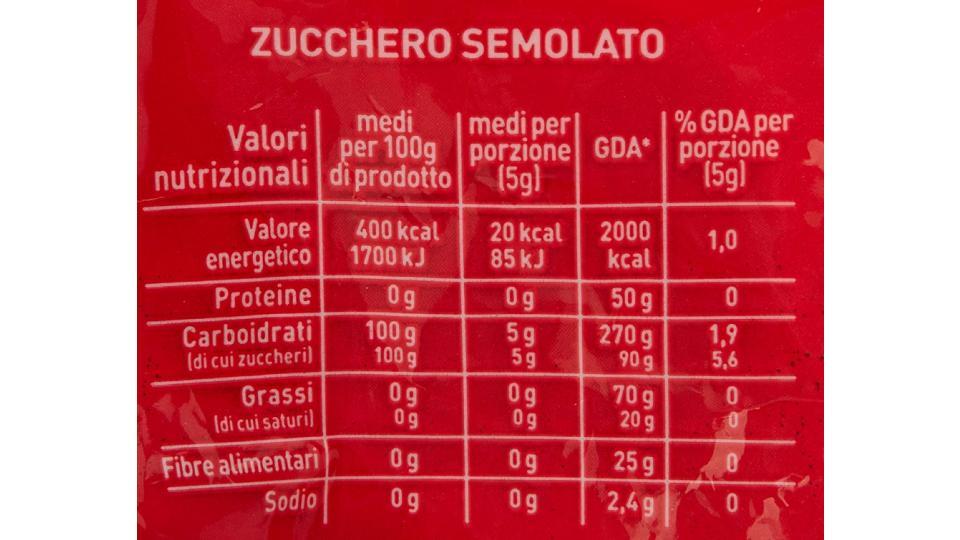 ZUCCHERO SEMOLATO
Valori nutrizionali medi per 100g di prodotto medi per porzione (5g) GDA* % GDA per porzione (5g)
Valore energetico 400 kcal 1700 kJ 20 kcal 85 kJ 2000 kcal 1,0
Proteine 0 g 0 g 50 g 0
Carboidrati 100 g 5 g 270 g 1,9
(di cui zuccheri) 100 g 5 g 90 g 5,6
Grassi 0 g 0 g 70 g 0
(di cui saturi) 0 g 0 g 20 g 0
Fibre alimentari 0 g 0 g 25 g 0
Sodio 0 g 0 g 2,4 g 0